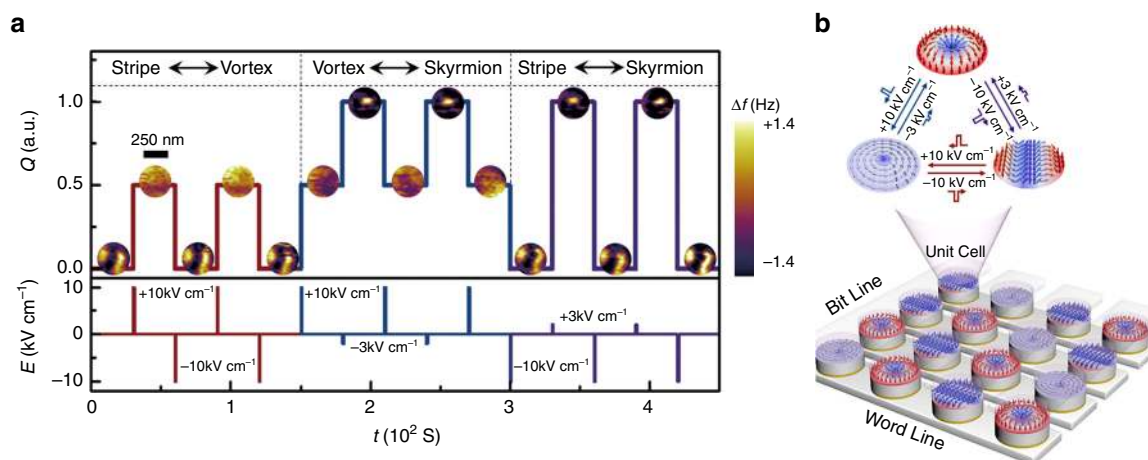 a
Stripe ⟷ Vortex
Vortex ⟷ Skyrmion
Stripe ⟷ Skyrmion
Q (a.u.)
1.0
0.5
0.0
250 nm
Δf (Hz)
+1.4
−1.4
E (kV cm⁻¹)
10
0
−10
+10kV cm⁻¹
−10kV cm⁻¹
+10kV cm⁻¹
−3kV cm⁻¹
+3kV cm⁻¹
−10kV cm⁻¹
0 1 2 3 4
t (10² S)
b
+10 kV cm⁻¹
−3 kV cm⁻¹
+3 kV cm⁻¹
−10 kV cm⁻¹
+10 kV cm⁻¹
−10 kV cm⁻¹
Unit Cell
Bit Line
Word Line